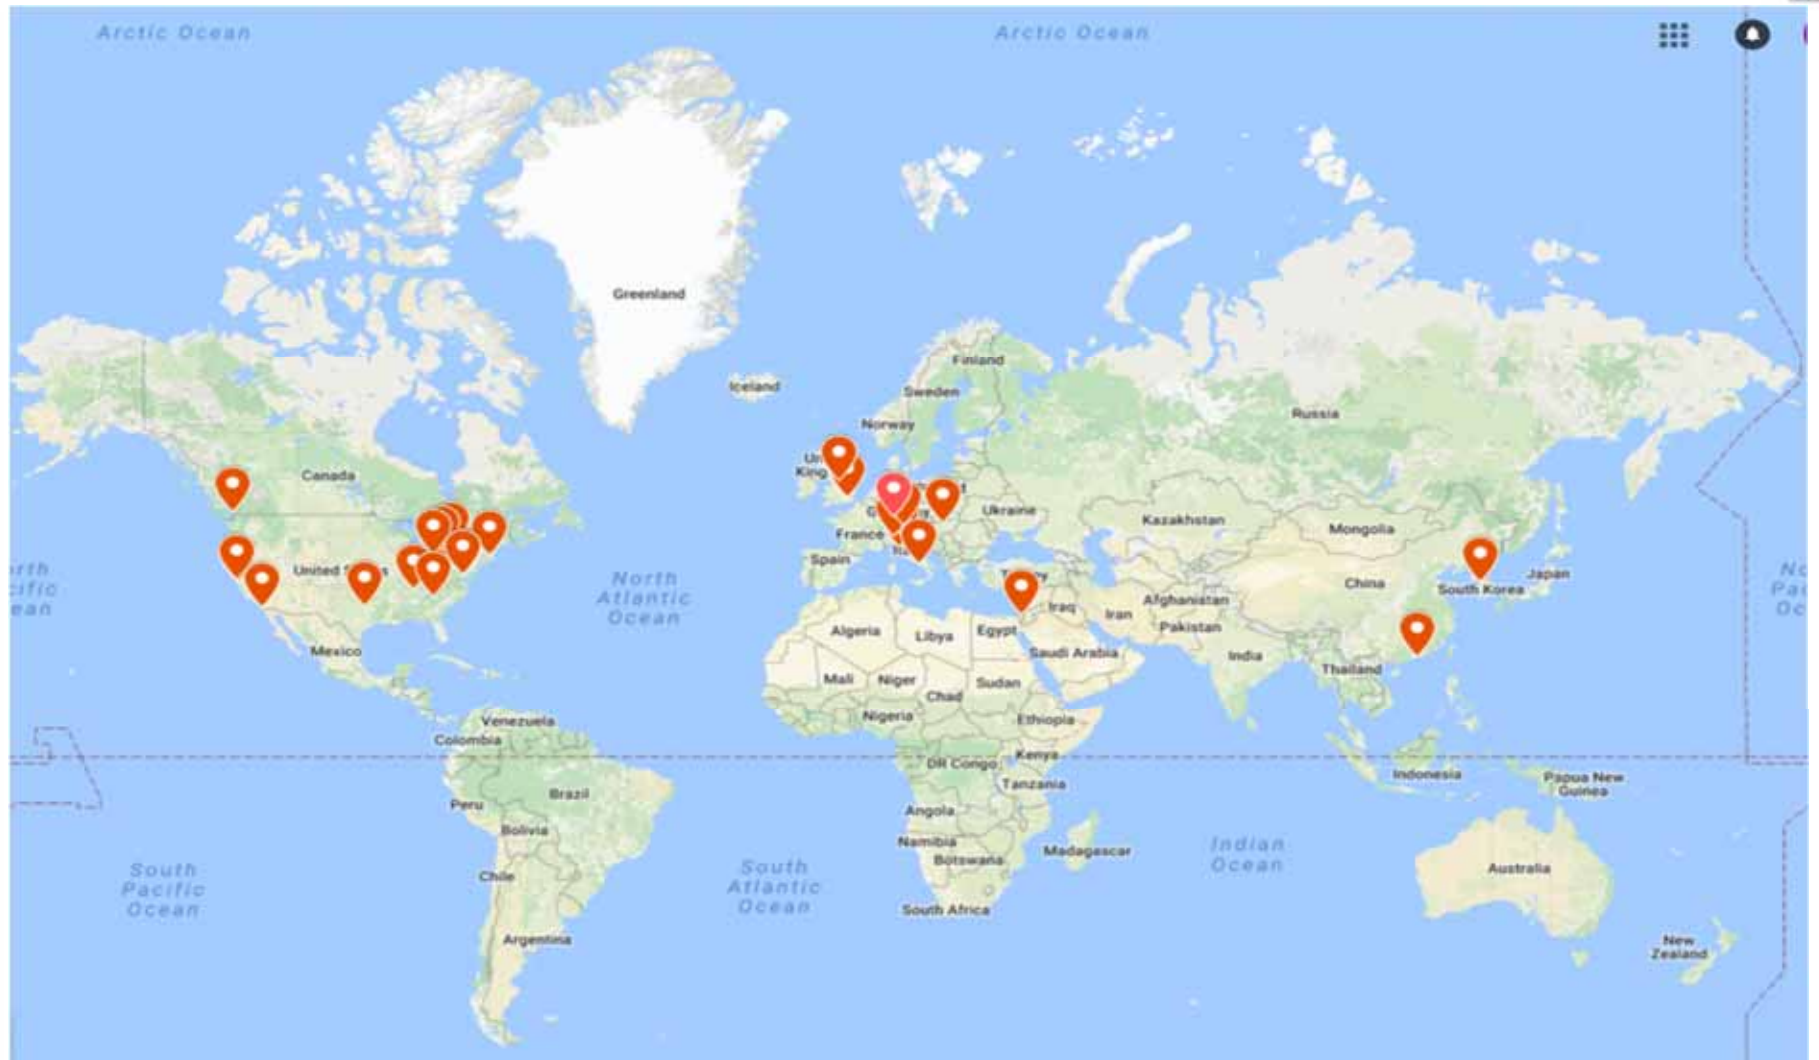 Arctic Ocean
Arctic Ocean
Greenland
Finland
Iceland
Sweden
Russia
Norway
Canada
King
Ukraine
Kazakhstan
Mongolia
France
Spain
North
Atlantic
Ocean
United
China
South Korea
Japan
Afghanistan
Iraq
Iran
Pakistan
Algeria
Libya
Egypt
Saudi Arabia
India
Mexico
Thailand
Mali
Niger
Chad
Sudan
Nigeria
Ethiopia
Venezuela
Colombia
Kenya
DR Congo
Tanzania
Indonesia
Papua New
Guinea
Brazil
Peru
Angola
Bolivia
Namibia
Botswana
Madagascar
Indian
Ocean
South
Pacific
Ocean
South
Atlantic
Ocean
Chile
Australia
South Africa
Argentina
New
Zealand